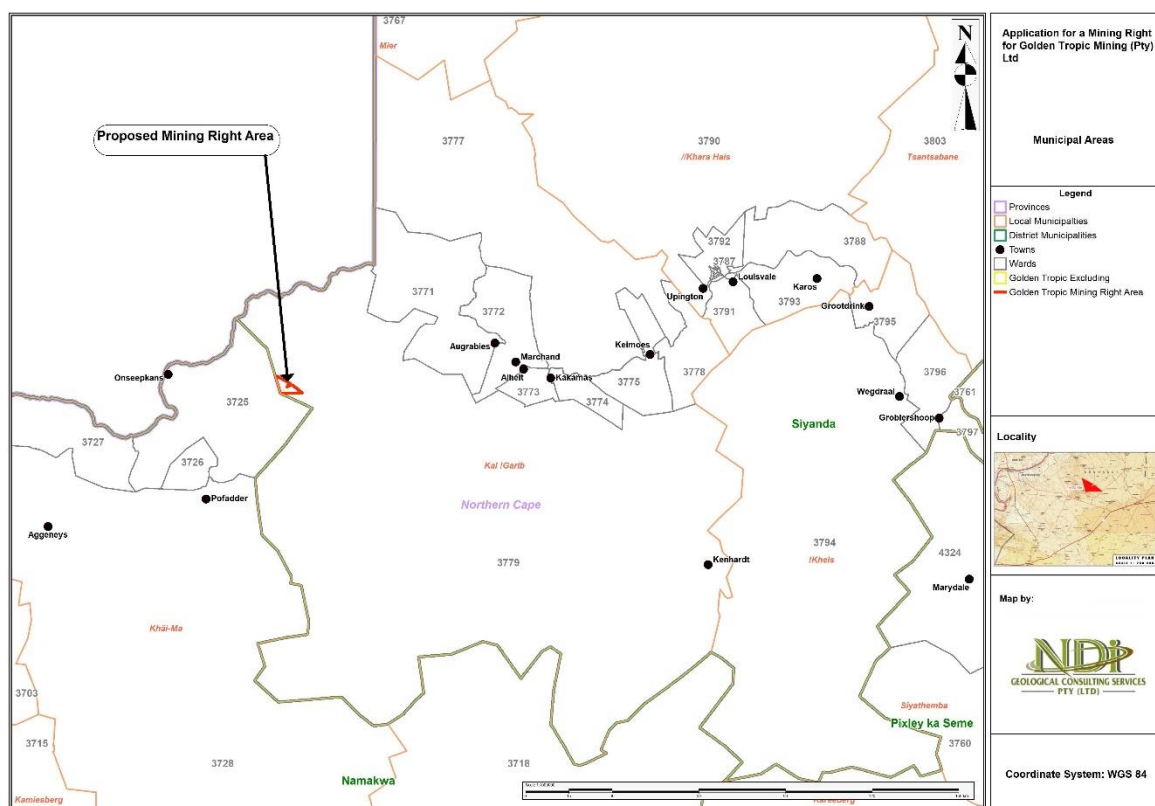 3767
Mier
N
Proposed Mining Right Area
3777
3790
//Khara Hais
3803
Tsantsabane
3792
3788
3787
Louisvale
Karos
3771
Upington
3793
3791
Grootdrink
3772
3795
Augrabies
Marchand
Keimoes
Onseepkans
Alheit
Kakamas
3775
3778
3796
3773
3774
Wegdraai
3761
3725
Groblershoop
3797
Siyanda
3727
3726
Kai !Garib
Pofadder
Northern Cape
Aggeneys
3794
!Kheis
4324
3779
Kenhardt
Marydale
Khâi-Ma
3703
Siyathemba
Pixley ka Seme
3715
3760
3728
3718
Namakwa
Kamiesberg
Kareeberg
Application for a Mining Right
for Golden Tropic Mining (Pty)
Ltd
Municipal Areas
Legend
Provinces
Local Municipalties
District Municipalities
Towns
Wards
Golden Tropic Excluding
Golden Tropic Mining Right Area
Locality
LOCALITY PLAN
Map by:
NDi
GEOLOGICAL CONSULTING SERVICES
PTY (LTD)
Coordinate System: WGS 84